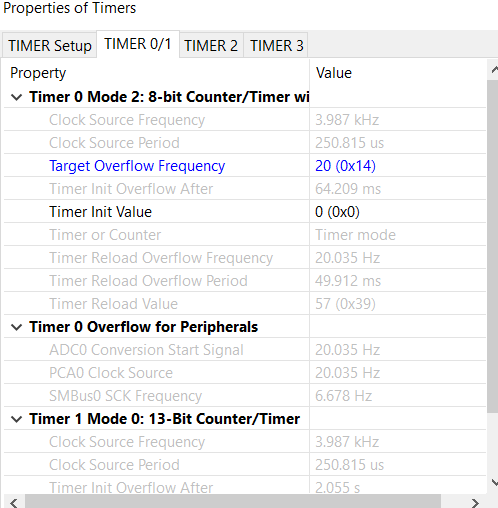 Properties of Timers
TIMER Setup TIMER 0/1 TIMER 2 TIMER 3
Property Value
Timer 0 Mode 2: 8-bit Counter/Timer wi
Clock Source Frequency 3.987 kHz
Clock Source Period 250.815 us
Target Overflow Frequency 20 (0x14)
Timer Init Overflow After 64.209 ms
Timer Init Value 0 (0x0)
Timer or Counter Timer mode
Timer Reload Overflow Frequency 20.035 Hz
Timer Reload Overflow Period 49.912 ms
Timer Reload Value 57 (0x39)
Timer 0 Overflow for Peripherals
ADC0 Conversion Start Signal 20.035 Hz
PCA0 Clock Source 20.035 Hz
SMBus0 SCK Frequency 6.678 Hz
Timer 1 Mode 0: 13-Bit Counter/Timer
Clock Source Frequency 3.987 kHz
Clock Source Period 250.815 us
Timer Init Overflow After 2.055 s